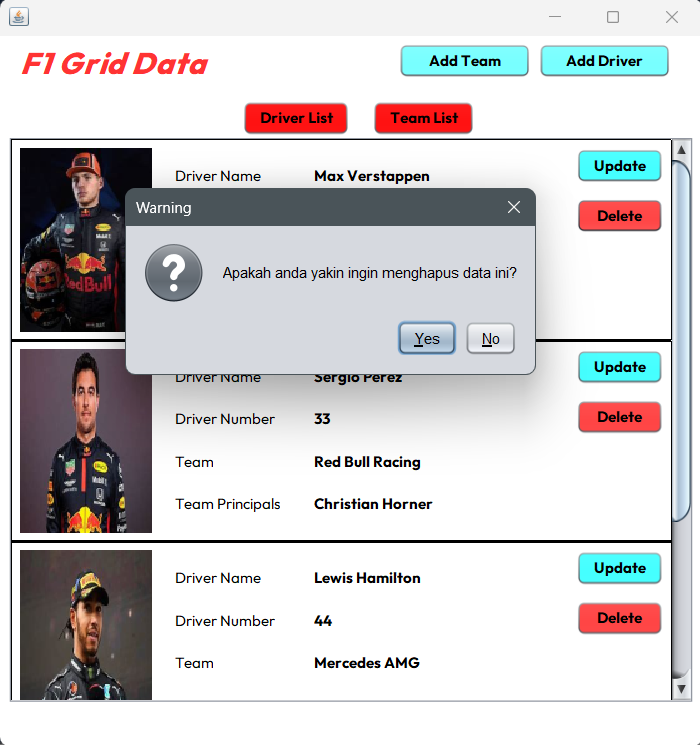 F1 Grid Data
Add Team
Add Driver
Driver List
Team List
Driver Name Max Verstappen
Update
Delete
RedBull
Warning
Apakah anda yakin ingin menghapus data ini?
Yes
No
Driver Name Sergio Perez
Update
Driver Number 33
Delete
Team Red Bull Racing
Team Principals Christian Horner
Driver Name Lewis Hamilton
Update
Driver Number 44
Delete
Team Mercedes AMG